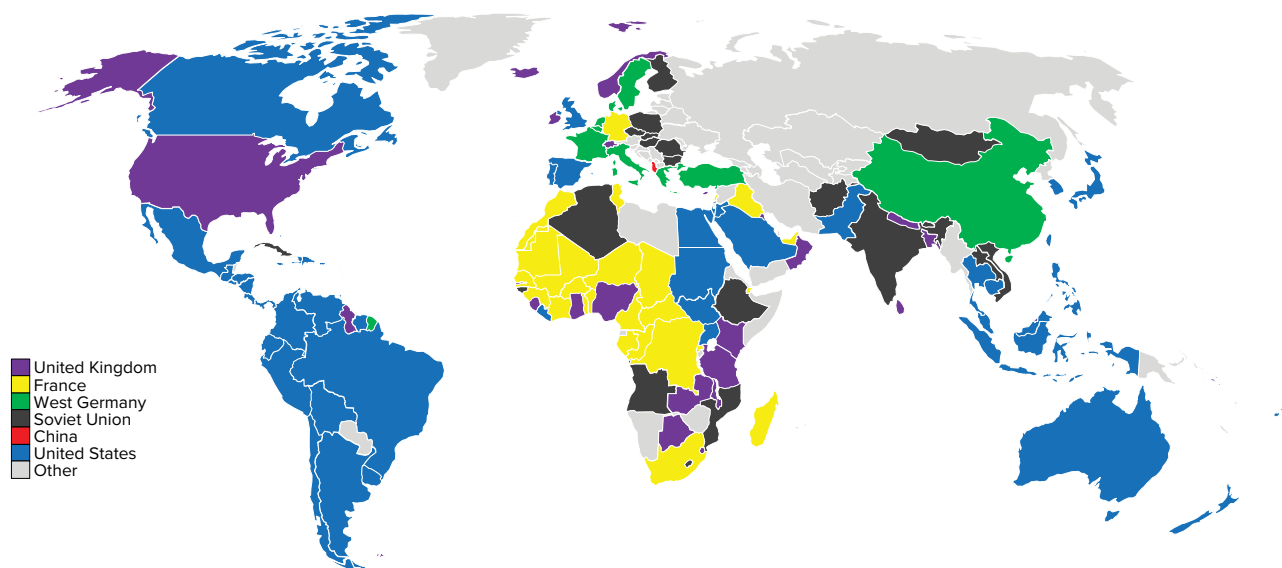 United Kingdom
France
West Germany
Soviet Union
China
United States
Other